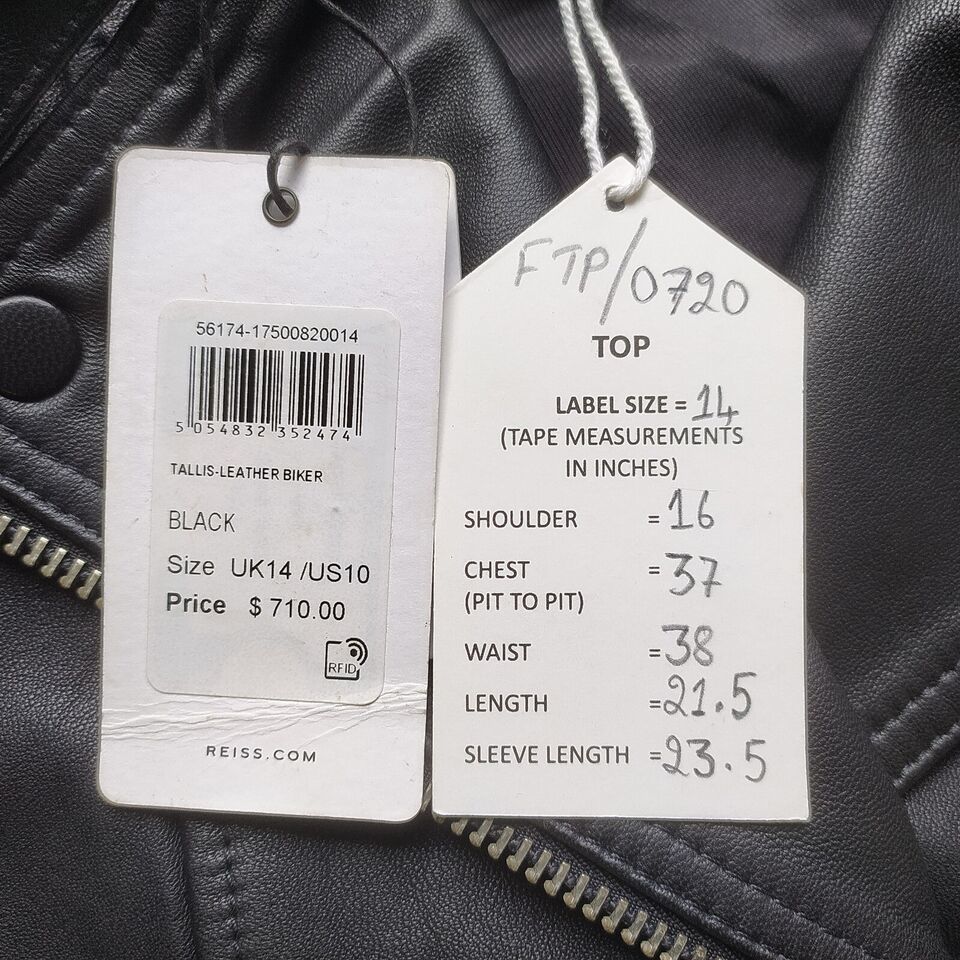 56174-17500820014
5 054832 352474
TALLIS-LEATHER BIKER
BLACK
Size UK14 /US10
Price $ 710.00
RFID
REISS.COM
FTP/0720
TOP
LABEL SIZE = 14
(TAPE MEASUREMENTS
IN INCHES)
SHOULDER = 16
CHEST = 37
(PIT TO PIT)
WAIST = 38
LENGTH = 21.5
SLEEVE LENGTH = 23.5